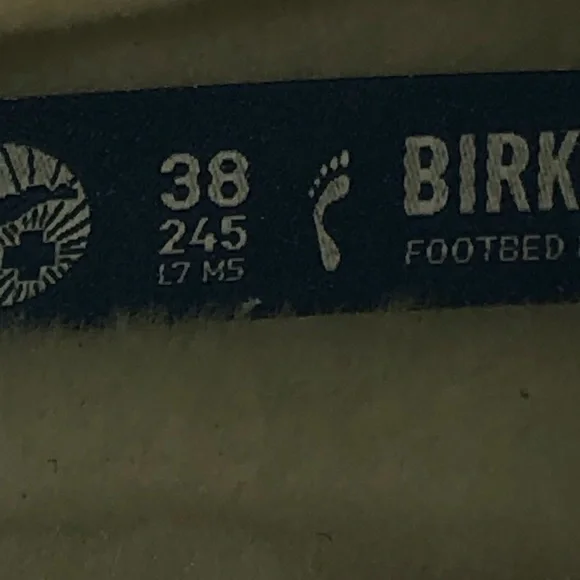 38
245
L7 M5
BIRK
FOOTBED